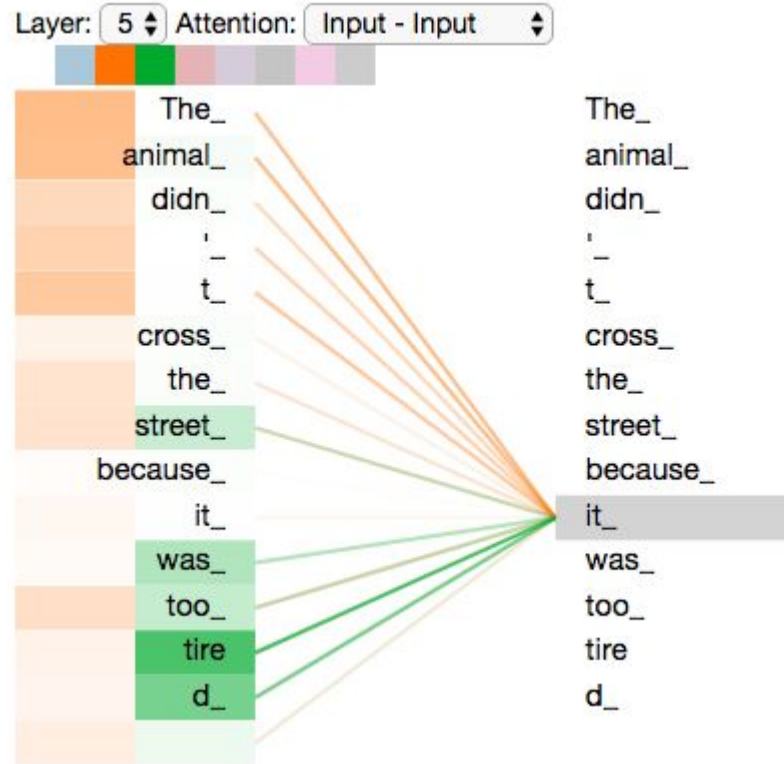 Layer: 5 Attention: Input - Input
The_ The_
animal_ animal_
didn_ didn_
'_ '_
t_ t_
cross_ cross_
the_ the_
street_ street_
because_ because_
it_ it_
was_ was_
too_ too_
tire tire
d_ d_